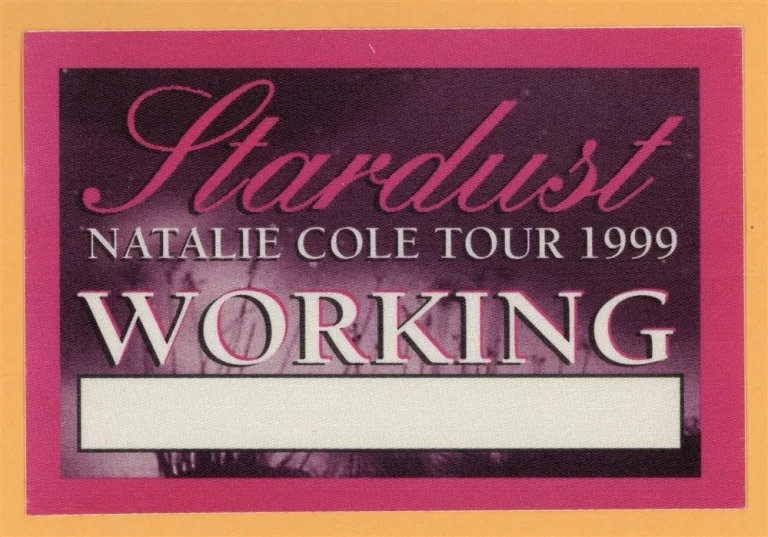 Stardust
NATALIE COLE TOUR 1999
WORKING